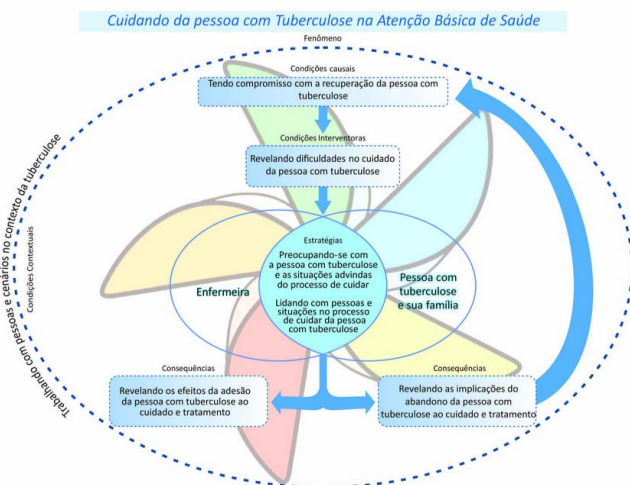 Cuidando da pessoa com Tuberculose na Atenção Básica de Saúde
Fenômeno
Condições causais
Tendo compromisso com a recuperação da pessoa com
tuberculose
Condições Interventoras
Revelando dificuldades no cuidado
da pessoa com tuberculose
Trabalhando com pessoas e cenários no contexto da tuberculose
Condições Contextuais
Estratégias
Preocupando-se com
a pessoa com tuberculose
e as situações advindas
do processo de cuidar
Lidando com pessoas e
situações no processo
de cuidar da pessoa
com tuberculose
Enfermeira
Pessoa com
tuberculose
e sua família
Consequências
Revelando os efeitos da adesão
da pessoa com tuberculose ao
cuidado e tratamento
Consequências
Revelando as implicações do
abandono da pessoa com
tuberculose ao cuidado e tratamento